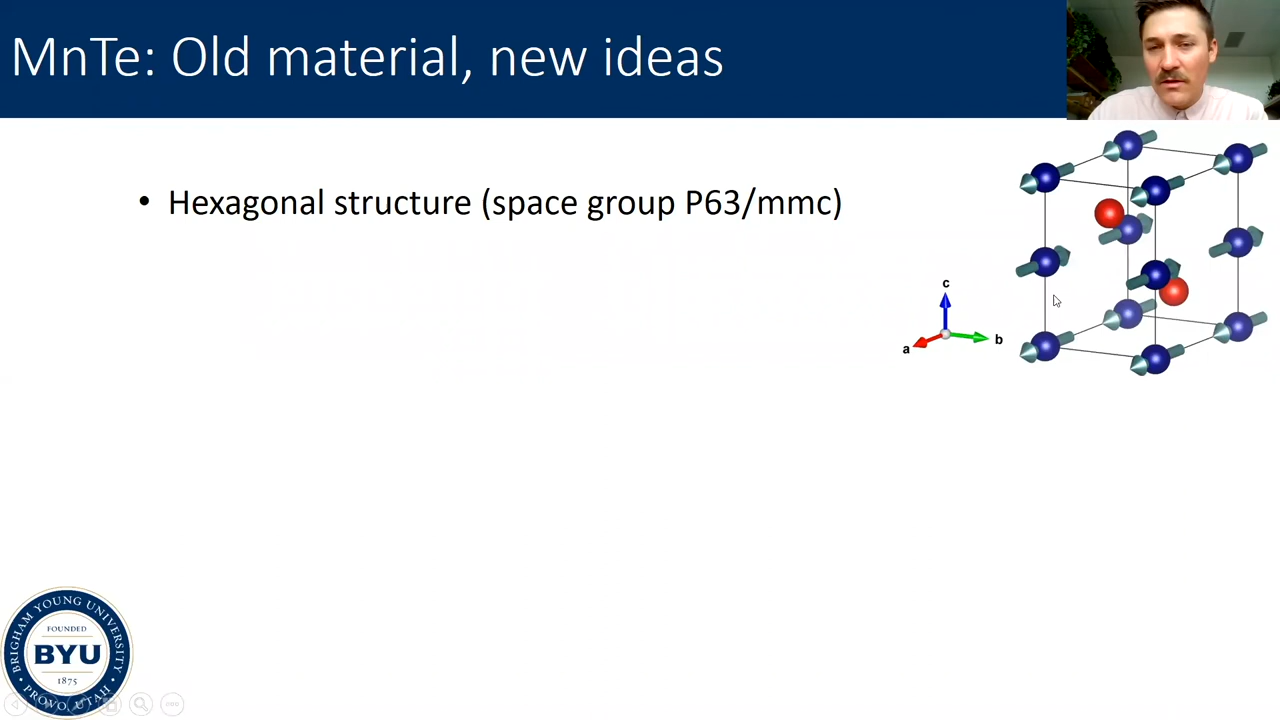 MnTe: Old material, new ideas
• Hexagonal structure (space group P63/mmc)
c
a
b
BRIGHAM YOUNG UNIVERSITY
FOUNDED
BYU
1875
PROVO, UTAH